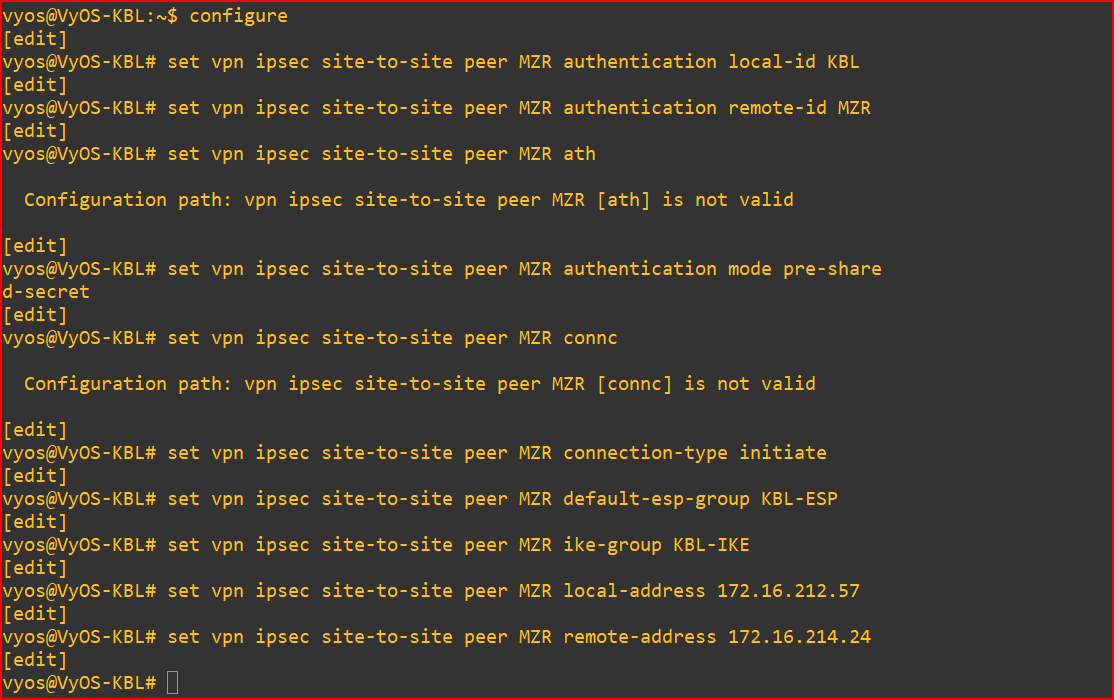 vyos@VyOS-KBL:~$ configure
[edit]
vyos@VyOS-KBL# set vpn ipsec site-to-site peer MZR authentication local-id KBL
[edit]
vyos@VyOS-KBL# set vpn ipsec site-to-site peer MZR authentication remote-id MZR
[edit]
vyos@VyOS-KBL# set vpn ipsec site-to-site peer MZR ath
Configuration path: vpn ipsec site-to-site peer MZR [ath] is not valid
[edit]
vyos@VyOS-KBL# set vpn ipsec site-to-site peer MZR authentication mode pre-share
d-secret
[edit]
vyos@VyOS-KBL# set vpn ipsec site-to-site peer MZR connc
Configuration path: vpn ipsec site-to-site peer MZR [connc] is not valid
[edit]
vyos@VyOS-KBL# set vpn ipsec site-to-site peer MZR connection-type initiate
[edit]
vyos@VyOS-KBL# set vpn ipsec site-to-site peer MZR default-esp-group KBL-ESP
[edit]
vyos@VyOS-KBL# set vpn ipsec site-to-site peer MZR ike-group KBL-IKE
[edit]
vyos@VyOS-KBL# set vpn ipsec site-to-site peer MZR local-address 172.16.212.57
[edit]
vyos@VyOS-KBL# set vpn ipsec site-to-site peer MZR remote-address 172.16.214.24
[edit]
vyos@VyOS-KBL#